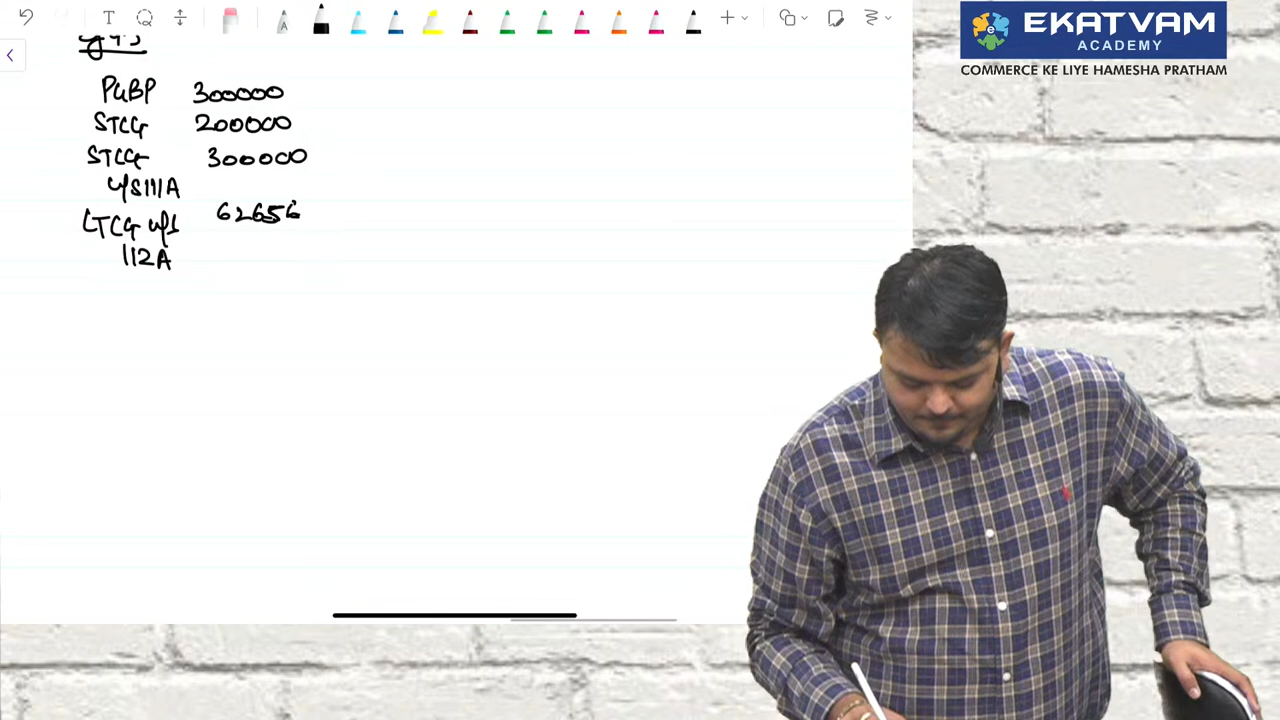 EKATVAM
ACADEMY
COMMERCE KE LIYE HAMESHA PRATHAM
PGBP 300000
STCG 200000
STCG 300000
u/s 111A
LTCG u/s 62656
112A